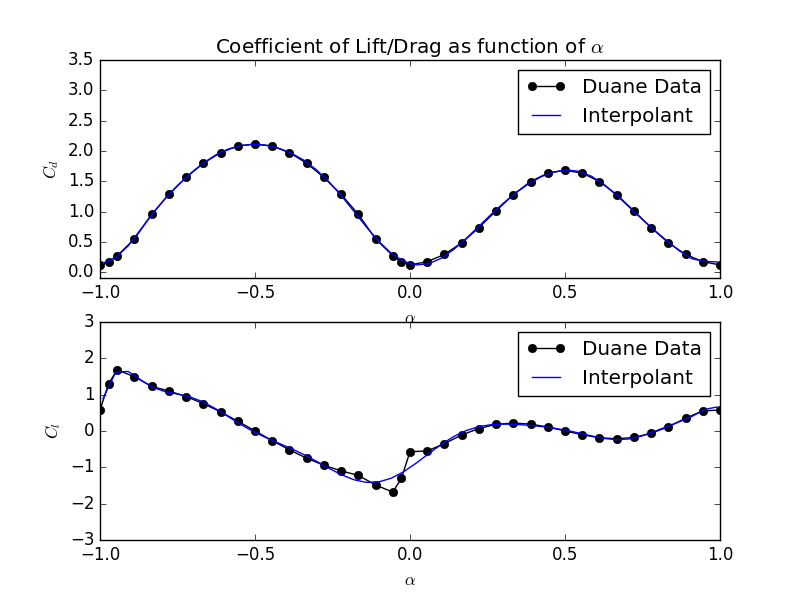 Coefficient of Lift/Drag as function of α
3.5
3.0
2.5
2.0
1.5
1.0
0.5
0.0
C_d
Duane Data
Interpolant
−1.0 −0.5 0.0 0.5 1.0
α
3
2
1
0
−1
−2
−3
C_l
Duane Data
Interpolant
−1.0 −0.5 0.0 0.5 1.0
α